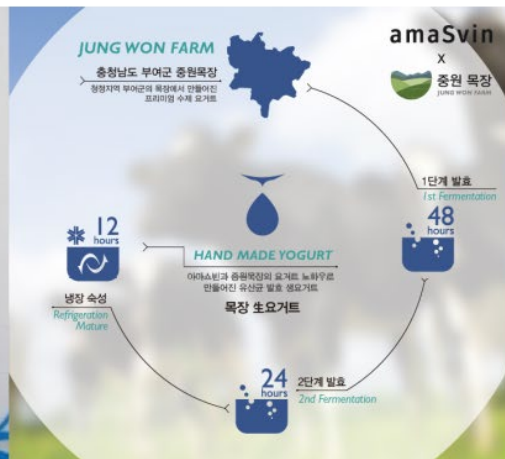 JUNG WON FARM
충청남도 부여군 중원목장
청정지역 부여군의 목장에서 만들어진
프리미엄 수제 요거트
amaSvin
X
중원 목장
JUNG WON FARM
1단계 발효
1st Fermentation
48
hours
12
hours
HAND MADE YOGURT
아마스빈과 중원목장의 요거트 노하우로
만들어진 유산균 발효 생요거트
목장 生요거트
냉장 숙성
Refrigeration
Mature
24
hours
2단계 발효
2nd Fermentation